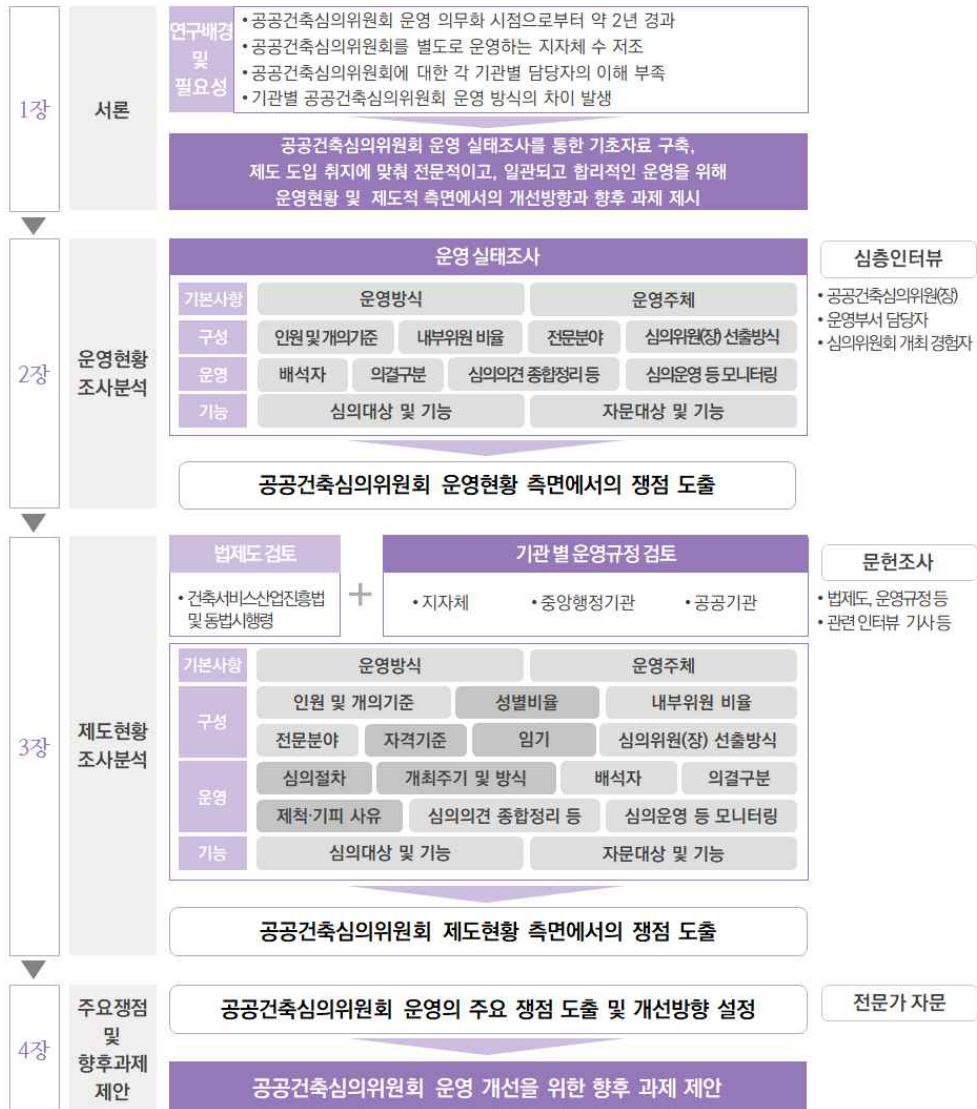 1장
서론
연구배경
및
필요성
• 공공건축심의위원회 운영 의무화 시점으로부터 약 2년 경과
• 공공건축심의위원회를 별도로 운영하는 지자체 수 저조
• 공공건축심의위원회에 대한 각 기관별 담당자의 이해 부족
• 기관별 공공건축심의위원회 운영 방식의 차이 발생
공공건축심의위원회 운영 실태조사를 통한 기초자료 구축,
제도 도입 취지에 맞춰 전문적이고, 일관되고 합리적인 운영을 위해
운영현황 및 제도적 측면에서의 개선방향과 향후 과제 제시
2장
운영현황
조사분석
운영 실태조사
기본사항 운영방식 운영주체
구성 인원 및 개의기준 내부위원 비율 전문분야 심의위원(장) 선출방식
운영 배석자 의결구분 심의의견 종합정리 등 심의운영 등 모니터링
기능 심의대상 및 기능 자문대상 및 기능
공공건축심의위원회 운영현황 측면에서의 쟁점 도출
심층인터뷰
• 공공건축심의위원(장)
• 운영부서 담당자
• 심의위원회 개최 경험자
3장
제도현황
조사분석
법제도 검토
• 건축서비스산업진흥법
및 동법시행령
+
기관 별 운영규정 검토
• 지자체 • 중앙행정기관 • 공공기관
기본사항 운영방식 운영주체
구성 인원 및 개의기준 성별비율 내부위원 비율
전문분야 자격기준 임기 심의위원(장) 선출방식
운영 심의절차 개최주기 및 방식 배석자 의결구분
제척·기피 사유 심의의견 종합정리 등 심의운영 등 모니터링
기능 심의대상 및 기능 자문대상 및 기능
공공건축심의위원회 제도현황 측면에서의 쟁점 도출
문헌조사
• 법제도, 운영규정 등
• 관련 인터뷰 기사 등
4장
주요쟁점
및
향후과제
제안
공공건축심의위원회 운영의 주요 쟁점 도출 및 개선방향 설정
공공건축심의위원회 운영 개선을 위한 향후 과제 제안
전문가 자문